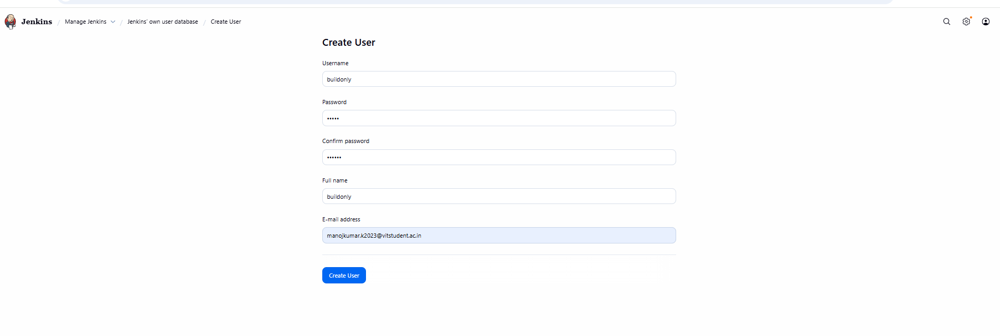 Jenkins / Manage Jenkins / Jenkins' own user database / Create User
Create User
Username
buildonly
Password
•••••
Confirm password
••••••
Full name
buildonly
E-mail address
manojkumar.k2023@vitstudent.ac.in
Create User